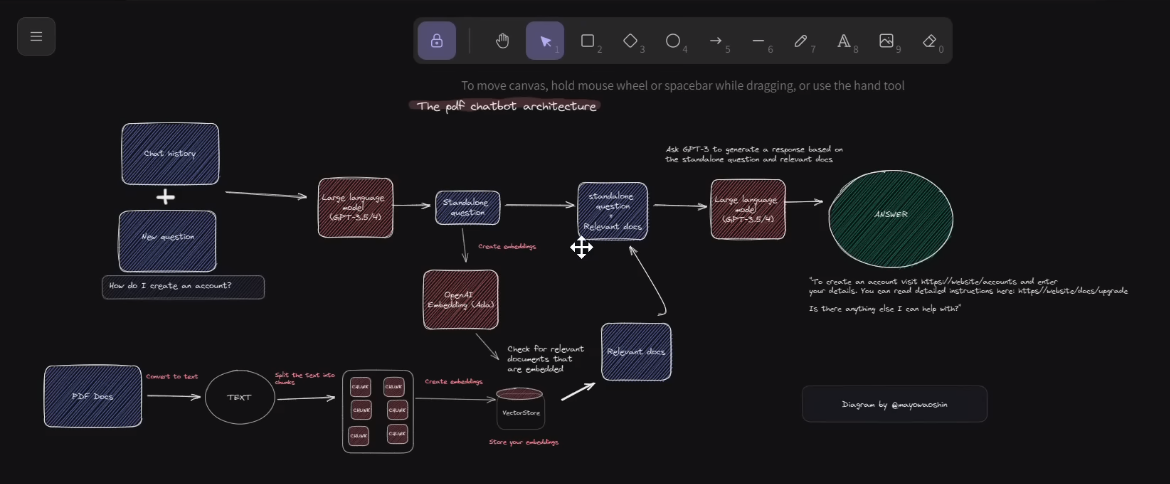 1
2
3
4
5
6
7
8
9
0
To move canvas, hold mouse wheel or spacebar while dragging, or use the hand tool
The pdf chatbot architecture
Ask GPT-3 to generate a response based on
the standalone question and relevant docs
Chat history
New question
How do I create an account?
Large language
model
(GPT-3.5/4)
Standalone
question
standalone
question
+
Relevant docs
Large language
model
(GPT-3.5/4)
ANSWER
Create embeddings
OpenAI
Embedding (Ada)
"To create an account visit https://website/accounts and enter
your details. You can read detailed instructions here: https://website/docs/upgrade
Is there anything else I can help with?"
Check for relevant
documents that
are embedded
Relevant docs
PDF Docs
Convert to text
TEXT
Split the text into
chunks
CHUNK
CHUNK
CHUNK
CHUNK
CHUNK
CHUNK
Create embeddings
VectorStore
Store your embeddings
Diagram by @mayowaoshin